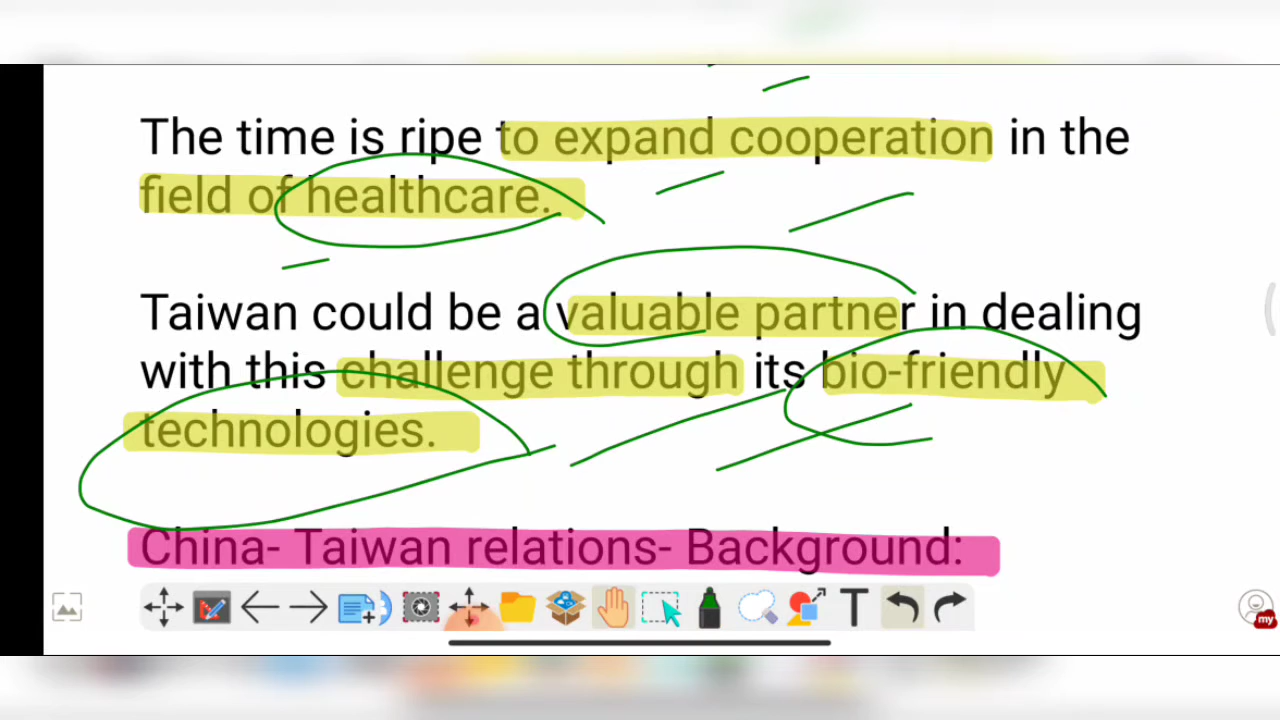 The time is ripe to expand cooperation in the
field of healthcare.
Taiwan could be a valuable partner in dealing
with this challenge through its bio-friendly
technologies.
China- Taiwan relations- Background:
T
my